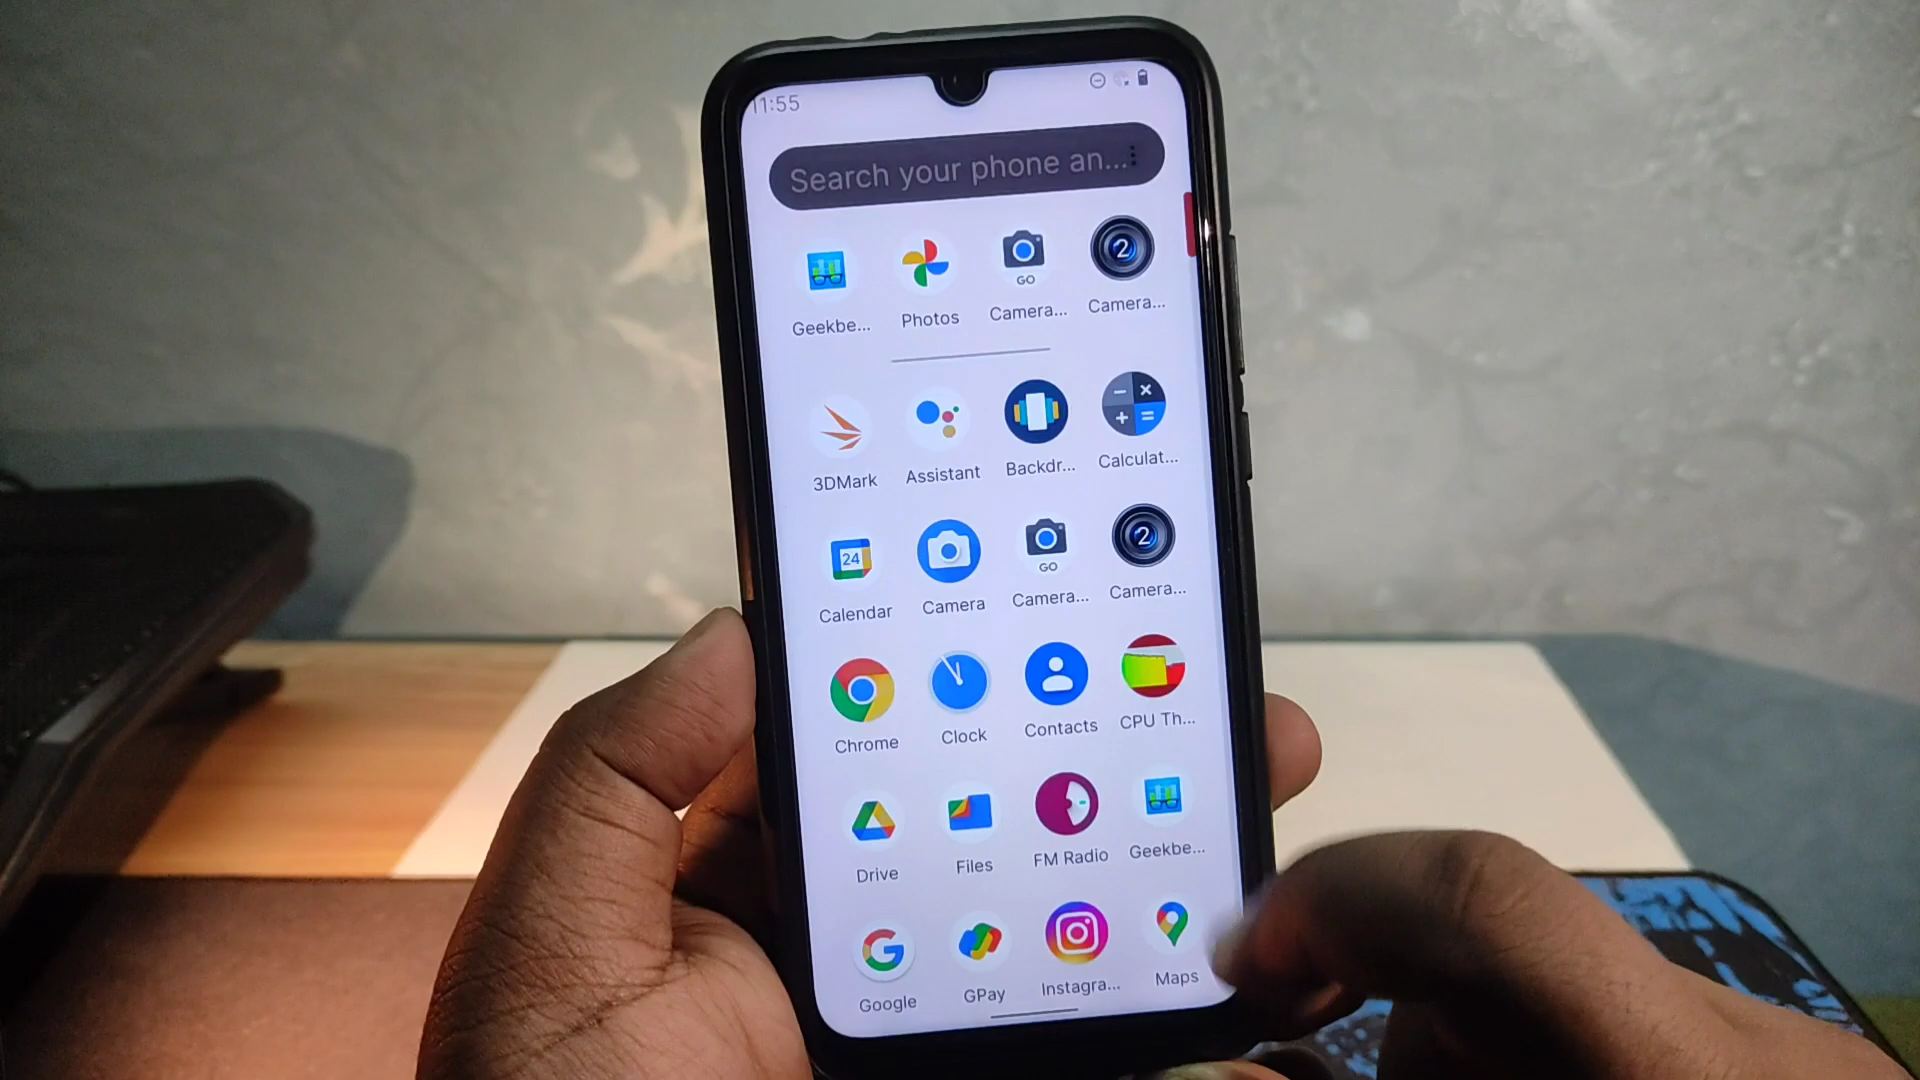 11:55
Search your phone an...
GO
2
Geekbe... Photos Camera... Camera...
3DMark Assistant Backdr... Calculat...
24
GO
2
Calendar Camera Camera... Camera...
Chrome Clock Contacts CPU Th...
Drive Files FM Radio Geekbe...
Google GPay Instagra... Maps